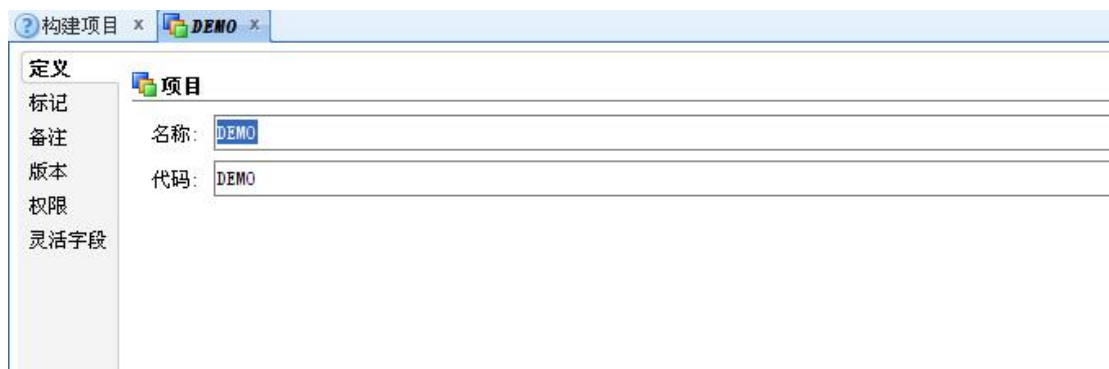 构建项目 x DEMO x
定义
项目
标记
名称: DEMO
备注
版本
代码: DEMO
权限
灵活字段